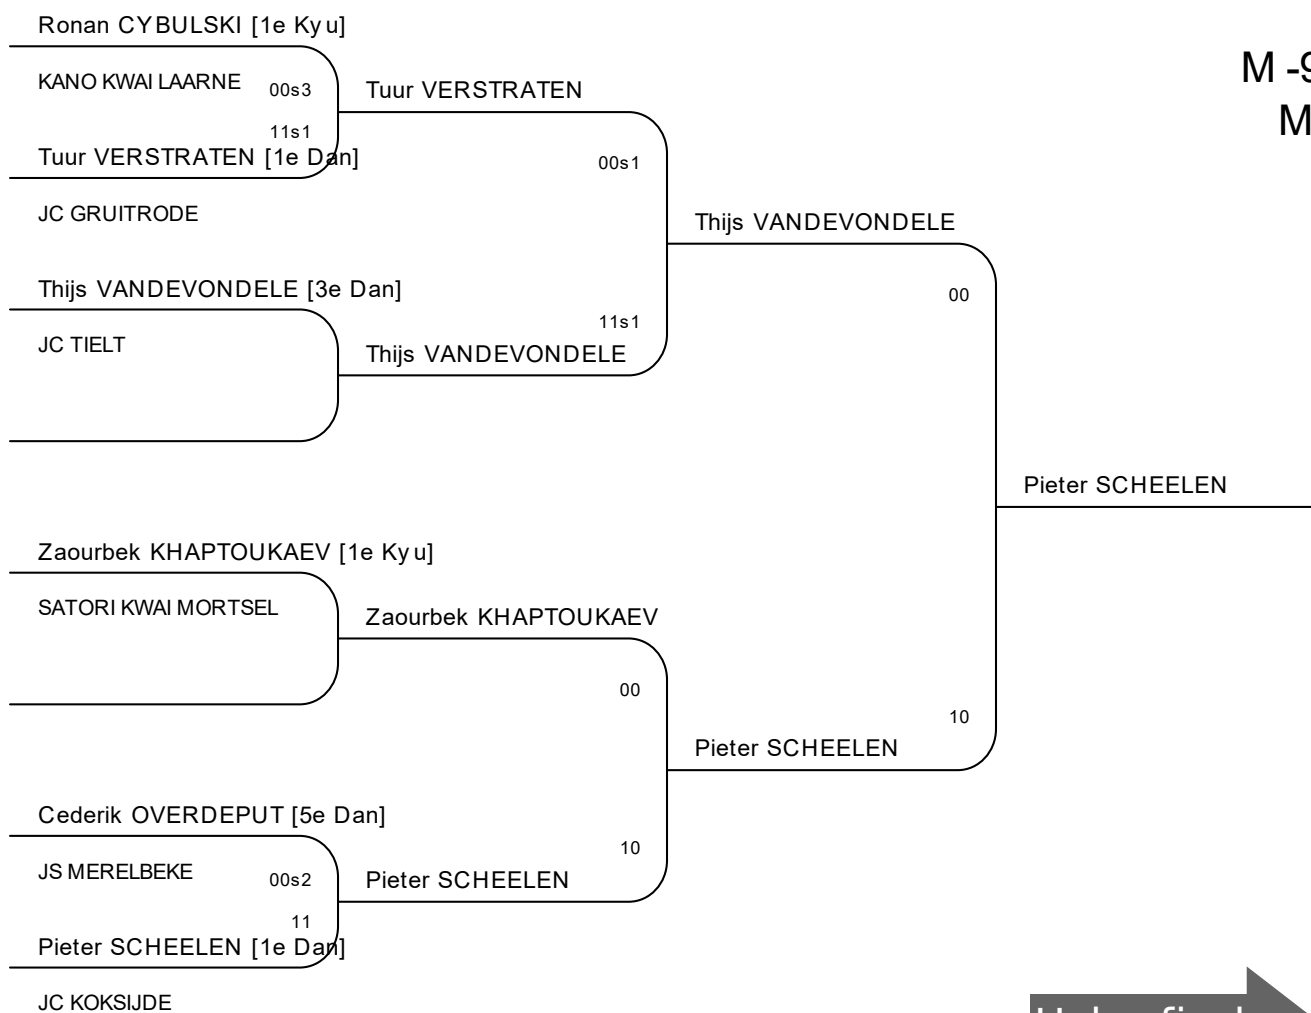 Ronan CYBULSKI [1e Kyu]
KANO KWAI LAARNE
00s3
11s1
Tuur VERSTRATEN [1e Dan]
JC GRUITRODE
Tuur VERSTRATEN
00s1
Thijs VANDEVONDELE [3e Dan]
JC TIELT
11s1
Thijs VANDEVONDELE
Thijs VANDEVONDELE
00
Zaourbek KHAPTOUKAEV [1e Kyu]
SATORI KWAI MORTSEL
Zaourbek KHAPTOUKAEV
00
Cederik OVERDEPUT [5e Dan]
JS MERELBEKE
00s2
11
Pieter SCHEELEN [1e Dan]
JC KOKSIJDE
10
Pieter SCHEELEN
10
Pieter SCHEELEN
Pieter SCHEELEN
M -9
M